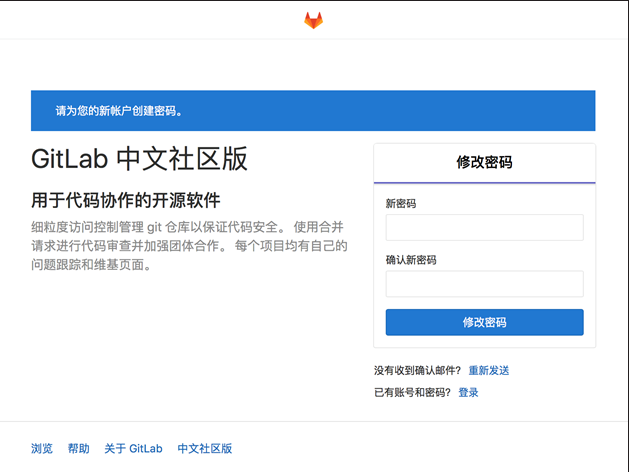 请为您的新帐户创建密码。
GitLab 中文社区版
用于代码协作的开源软件
细粒度访问控制管理 git 仓库以保证代码安全。 使用合并
请求进行代码审查并加强团体合作。 每个项目均有自己的
问题跟踪和维基页面。
修改密码
新密码
确认新密码
修改密码
没有收到确认邮件? 重新发送
已有账号和密码? 登录
浏览 帮助 关于 GitLab 中文社区版